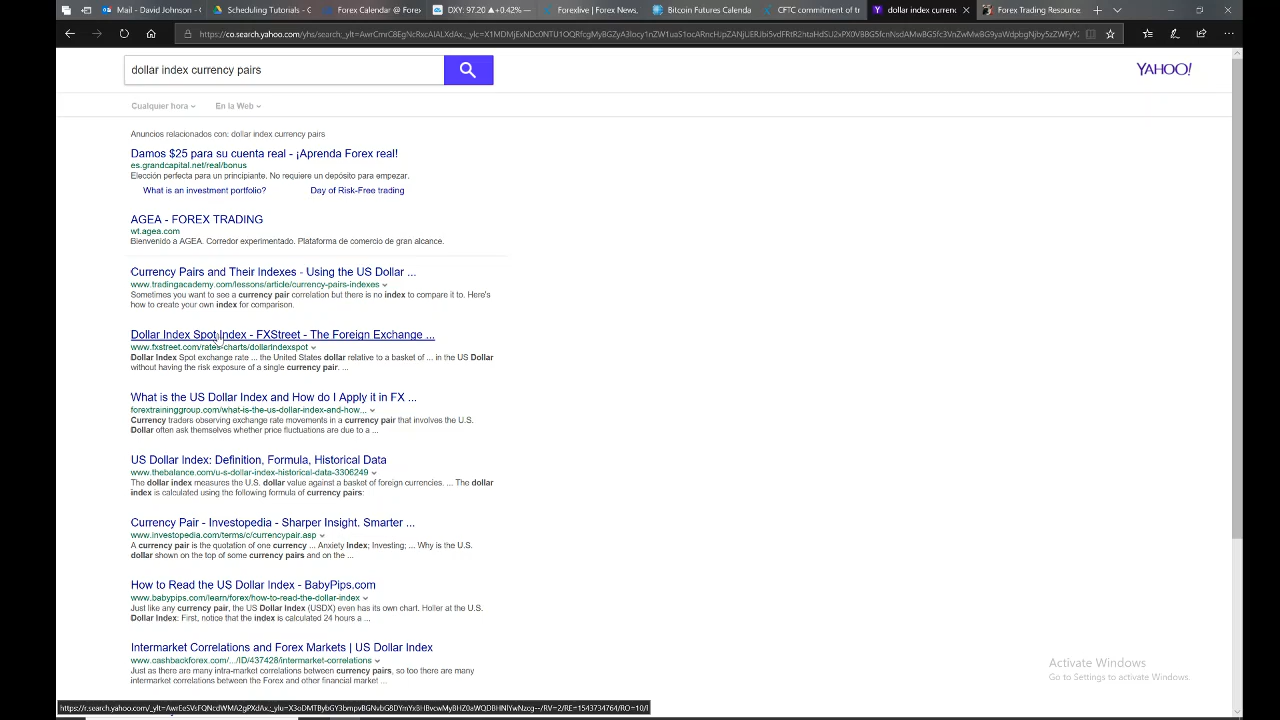 Mail - David Johnson - C
Scheduling Tutorials - G
Forex Calendar @ Forex
DXY: 97.20 ▲ +0.42% —
Forexlive | Forex News,
Bitcoin Futures Calenda
CFTC commitment of tr
dollar index curren
Forex Trading Resource
dollar index currency pairs
YAHOO!
Cualquier hora
En la Web
Anuncios relacionados con: dollar index currency pairs
Damos $25 para su cuenta real - ¡Aprenda Forex real!
es.grandcapital.net/real/bonus
Elección perfecta para un principiante. No requiere un depósito para empezar.
What is an investment portfolio? Day of Risk-Free trading
AGEA - FOREX TRADING
wt.agea.com
Bienvenido a AGEA. Corredor experimentado. Plataforma de comercio de gran alcance.
Currency Pairs and Their Indexes - Using the US Dollar ...
www.tradingacademy.com/lessons/article/currency-pairs-indexes
Sometimes you want to see a currency pair correlation but there is no index to compare it to. Here's
how to create your own index for comparison.
Dollar Index Spot Index - FXStreet - The Foreign Exchange ...
www.fxstreet.com/rates-charts/dollarindexspot
Dollar Index Spot exchange rate ... the United States dollar relative to a basket of ... in the US Dollar
without having the risk exposure of a single currency pair. ...
What is the US Dollar Index and How do I Apply it in FX ...
forextraininggroup.com/what-is-the-us-dollar-index-and-how...
Currency traders observing exchange rate movements in a currency pair that involves the U.S.
Dollar often ask themselves whether price fluctuations are due to a ...
US Dollar Index: Definition, Formula, Historical Data
www.thebalance.com/u-s-dollar-index-historical-data-3306249
The dollar index measures the U.S. dollar value against a basket of foreign currencies. ... The dollar
index is calculated using the following formula of currency pairs:
Currency Pair - Investopedia - Sharper Insight. Smarter ...
www.investopedia.com/terms/c/currencypair.asp
A currency pair is the quotation of one currency ... Anxiety Index; Investing; ... Why is the U.S.
dollar shown on the top of some currency pairs and on the ...
How to Read the US Dollar Index - BabyPips.com
www.babypips.com/learn/forex/how-to-read-the-dollar-index
Just like any currency pair, the US Dollar Index (USDX) even has its own chart. Holler at the U.S.
Dollar Index: First, notice that the index is calculated 24 hours a ...
Intermarket Correlations and Forex Markets | US Dollar Index
www.cashbackforex.com/.../ID/437428/intermarket-correlations
Just as there are many intra-market correlations between currency pairs, so too there are many
intermarket correlations between the Forex and other financial market ...
Activate Windows
Go to Settings to activate Windows.